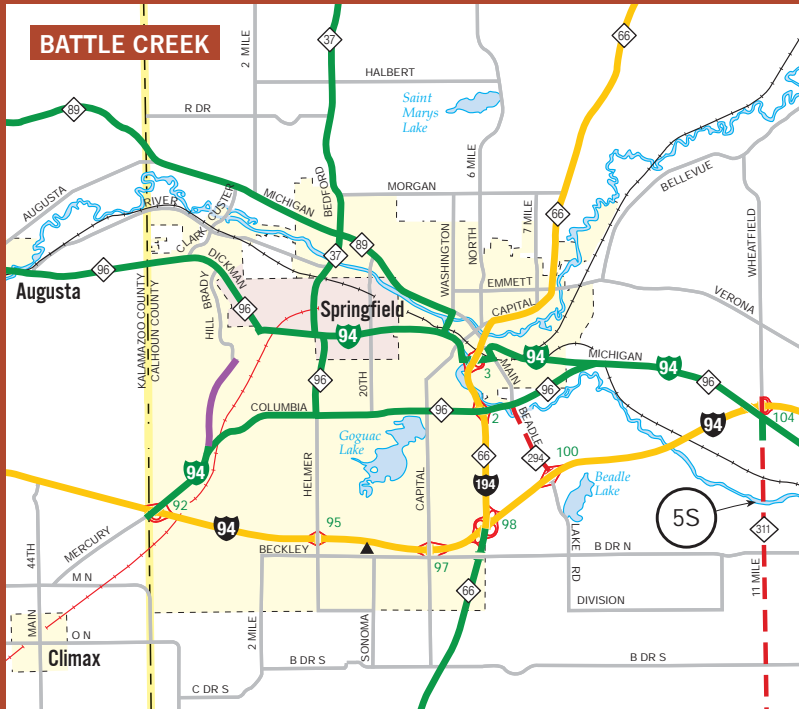 BATTLE CREEK
2 MILE
37
66
HALBERT
89
Saint
Marys
Lake
R DR
6 MILE
BEDFORD
MORGAN
AUGUSTA
RIVER
CUSTER
CLARK
MICHIGAN
BELLEVUE
7 MILE
66
WASHINGTON
NORTH
WHEATFIELD
89
37
96
DICKMAN
EMMETT
Augusta
KALAMAZOO COUNTY
CALHOUN COUNTY
HILL BRADY
96
Springfield
CAPITAL
VERONA
94
94
MICHIGAN
94
3
MAIN
96
20TH
96
96
COLUMBIA
96
2
BEADLE
104
Goguac
Lake
94
66
294
100
94
HELMER
CAPITAL
194
Beadle
Lake
92
94
95
98
5S
44TH
MERCURY
BECKLEY
97
LAKE RD
B DR N
311
M N
66
11 MILE
DIVISION
MAIN
O N
2 MILE
SONOMA
Climax
B DR S
B DR S
C DR S